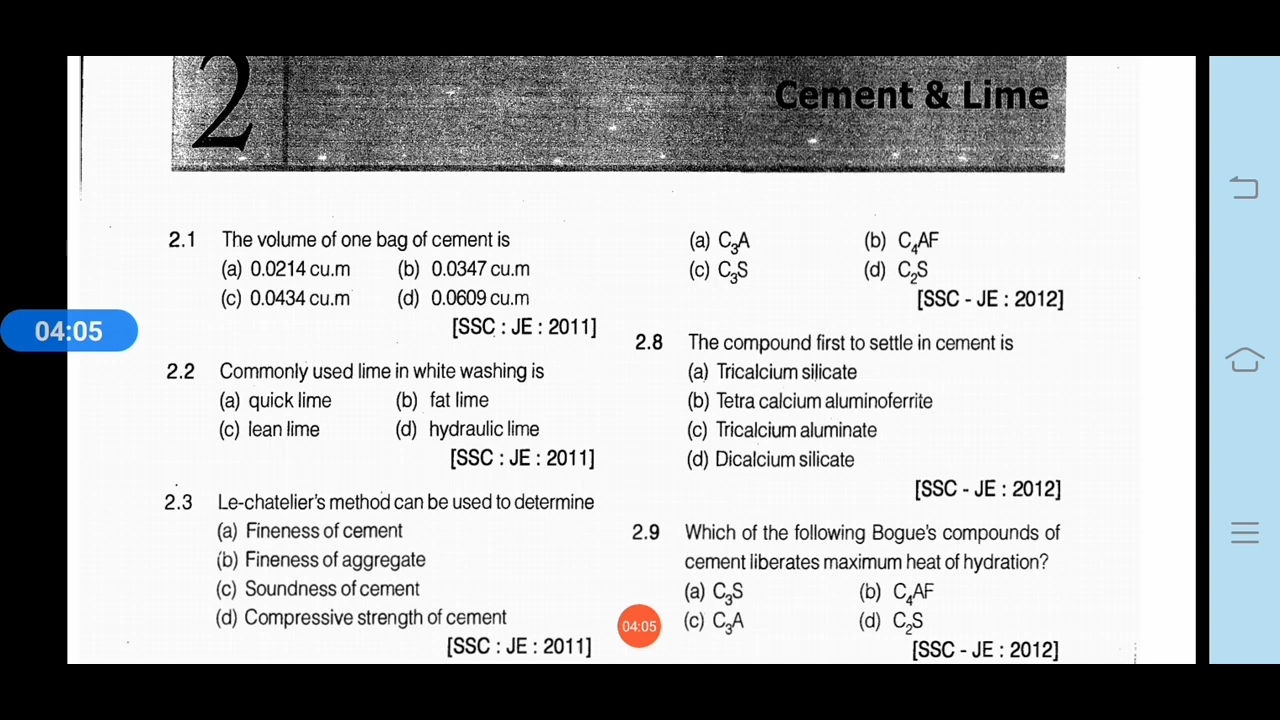 2
Cement & Lime
04:05
2.1 The volume of one bag of cement is
(a) 0.0214 cu.m (b) 0.0347 cu.m
(c) 0.0434 cu.m (d) 0.0609 cu.m
[SSC : JE : 2011]
2.2 Commonly used lime in white washing is
(a) quick lime (b) fat lime
(c) lean lime (d) hydraulic lime
[SSC : JE : 2011]
2.3 Le-chatelier's method can be used to determine
(a) Fineness of cement
(b) Fineness of aggregate
(c) Soundness of cement
(d) Compressive strength of cement
[SSC : JE : 2011]
(a) C₃A (b) C₄AF
(c) C₃S (d) C₂S
[SSC - JE : 2012]
2.8 The compound first to settle in cement is
(a) Tricalcium silicate
(b) Tetra calcium aluminoferrite
(c) Tricalcium aluminate
(d) Dicalcium silicate
[SSC - JE : 2012]
2.9 Which of the following Bogue's compounds of
cement liberates maximum heat of hydration?
(a) C₃S (b) C₄AF
(c) C₃A (d) C₂S
[SSC - JE : 2012]
04:05